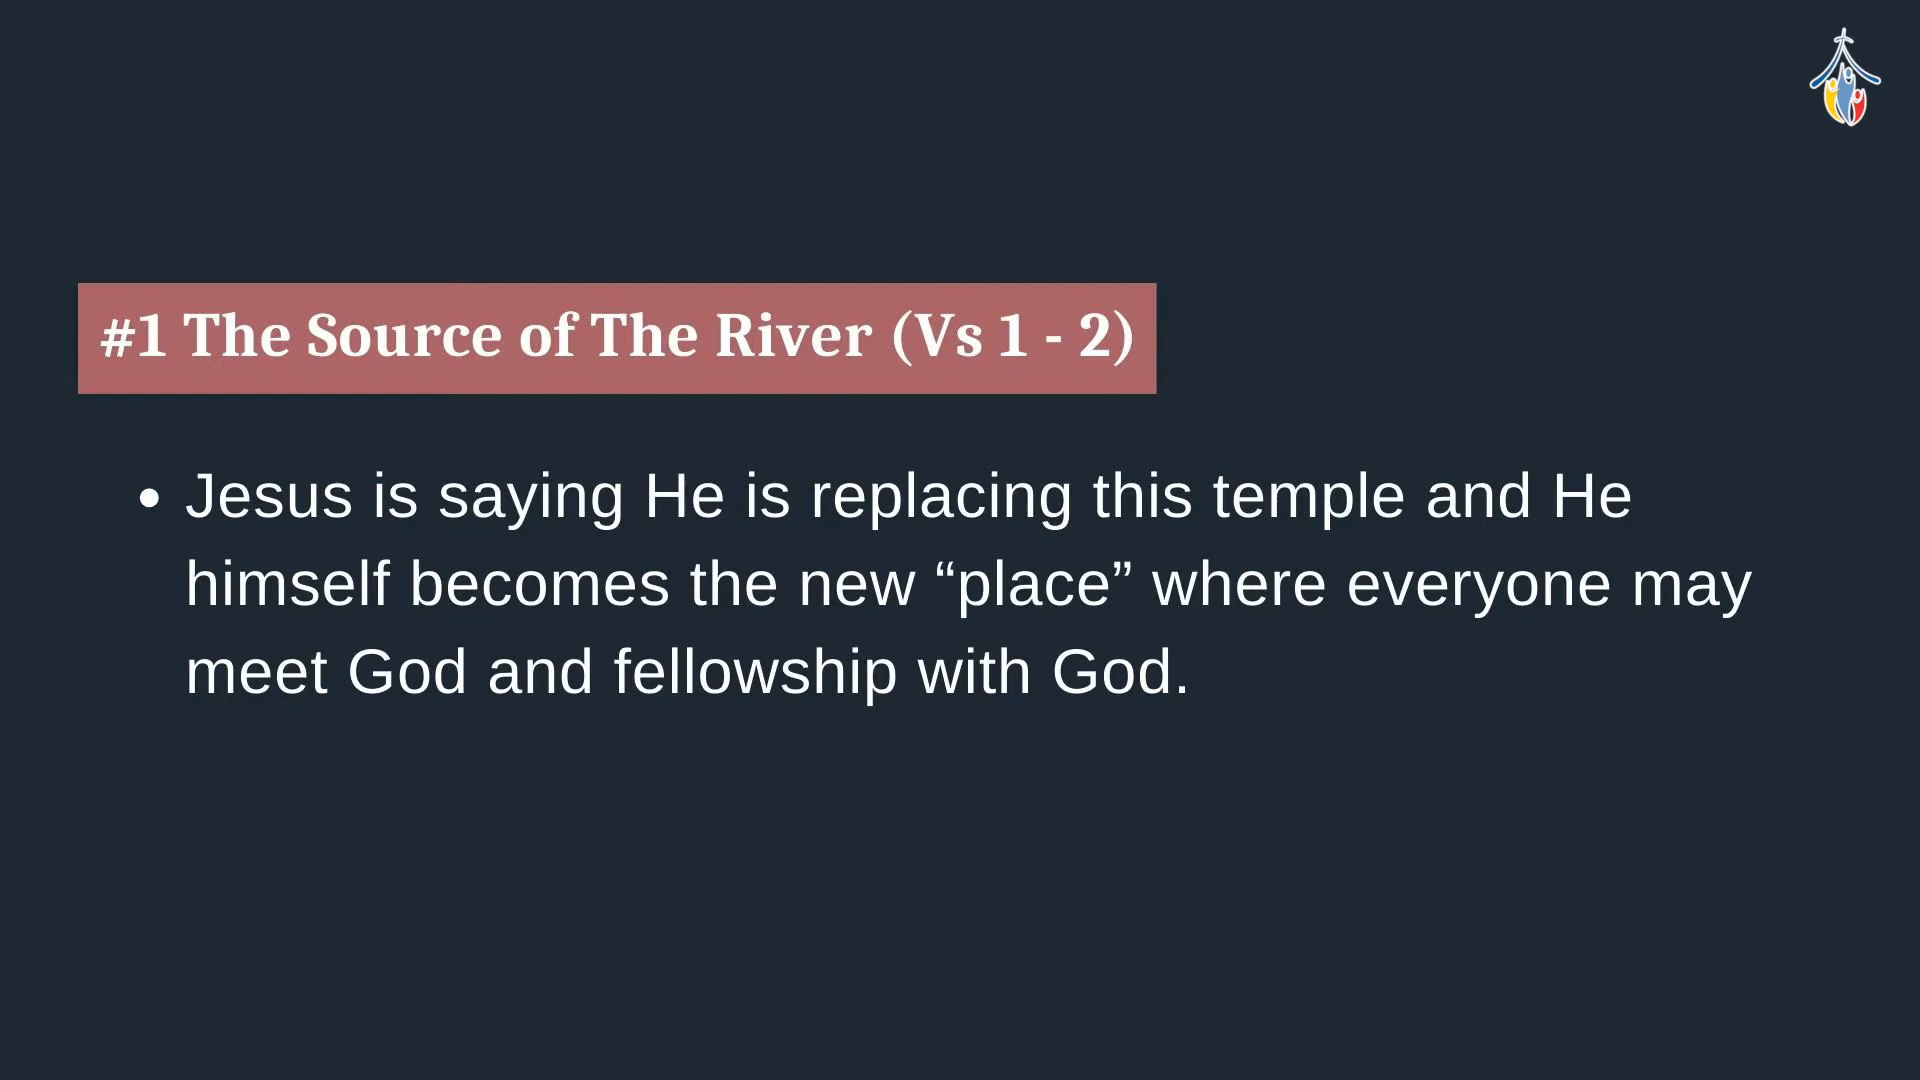 #1 The Source of The River (Vs 1 - 2)
• Jesus is saying He is replacing this temple and He
himself becomes the new “place” where everyone may
meet God and fellowship with God.